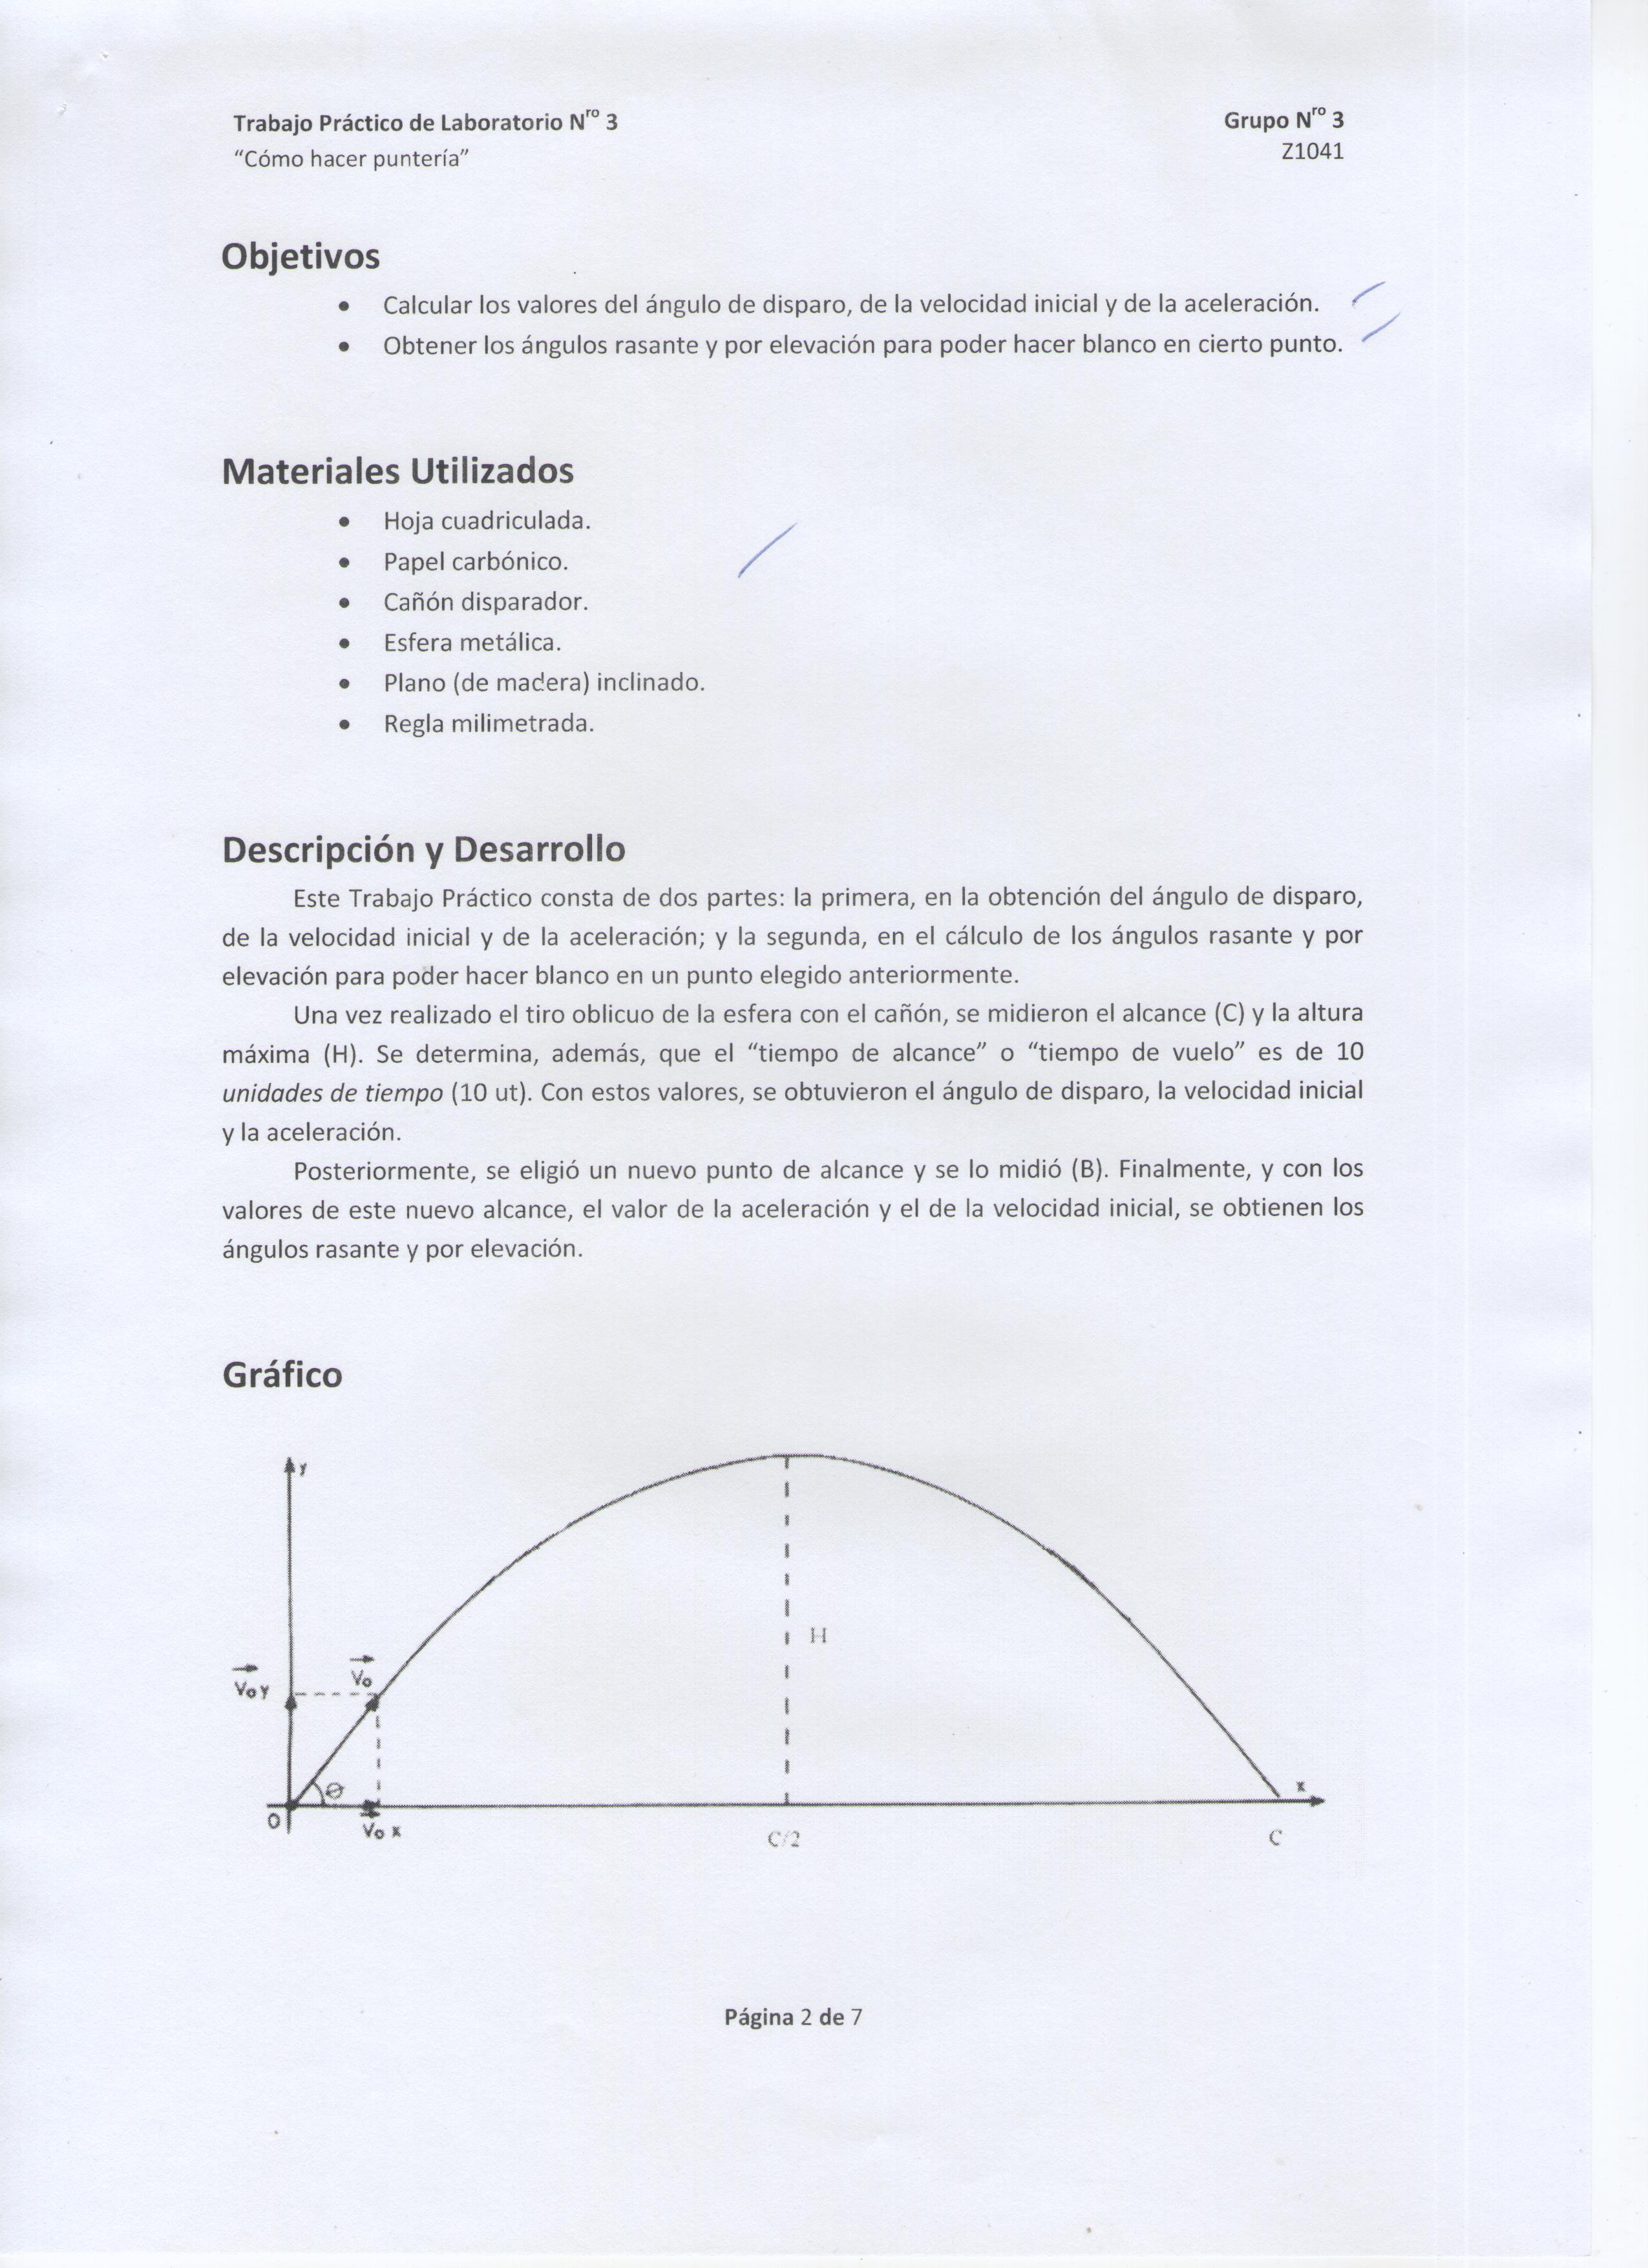 Trabajo Práctico de Laboratorio Nro 3
Grupo Nro 3
“Cómo hacer puntería”
Z1041
Objetivos
• Calcular los valores del ángulo de disparo, de la velocidad inicial y de la aceleración.
• Obtener los ángulos rasante y por elevación para poder hacer blanco en cierto punto.
Materiales Utilizados
• Hoja cuadriculada.
• Papel carbónico.
• Cañón disparador.
• Esfera metálica.
• Plano (de madera) inclinado.
• Regla milimetrada.
Descripción y Desarrollo
Este Trabajo Práctico consta de dos partes: la primera, en la obtención del ángulo de disparo,
de la velocidad inicial y de la aceleración; y la segunda, en el cálculo de los ángulos rasante y por
elevación para poder hacer blanco en un punto elegido anteriormente.
Una vez realizado el tiro oblicuo de la esfera con el cañón, se midieron el alcance (C) y la altura
máxima (H). Se determina, además, que el “tiempo de alcance” o “tiempo de vuelo” es de 10
unidades de tiempo (10 ut). Con estos valores, se obtuvieron el ángulo de disparo, la velocidad inicial
y la aceleración.
Posteriormente, se eligió un nuevo punto de alcance y se lo midió (B). Finalmente, y con los
valores de este nuevo alcance, el valor de la aceleración y el de la velocidad inicial, se obtienen los
ángulos rasante y por elevación.
Gráfico
y
H
Vo
Vo y
θ
x
O
Vo x
C/2
C
Página 2 de 7